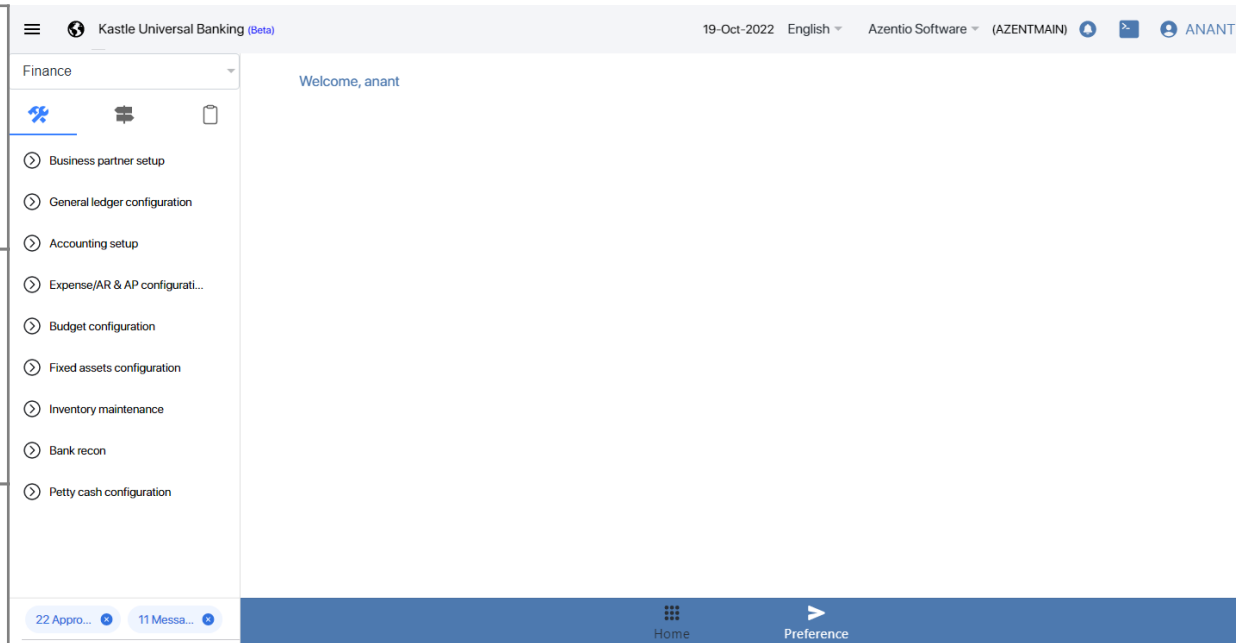 Kastle Universal Banking (Beta)
19-Oct-2022 English Azentio Software (AZENTMAIN) ANANT
Finance
Welcome, anant
Business partner setup
General ledger configuration
Accounting setup
Expense/AR & AP configurati...
Budget configuration
Fixed assets configuration
Inventory maintenance
Bank recon
Petty cash configuration
22 Appro... 11 Messa...
Home Preference